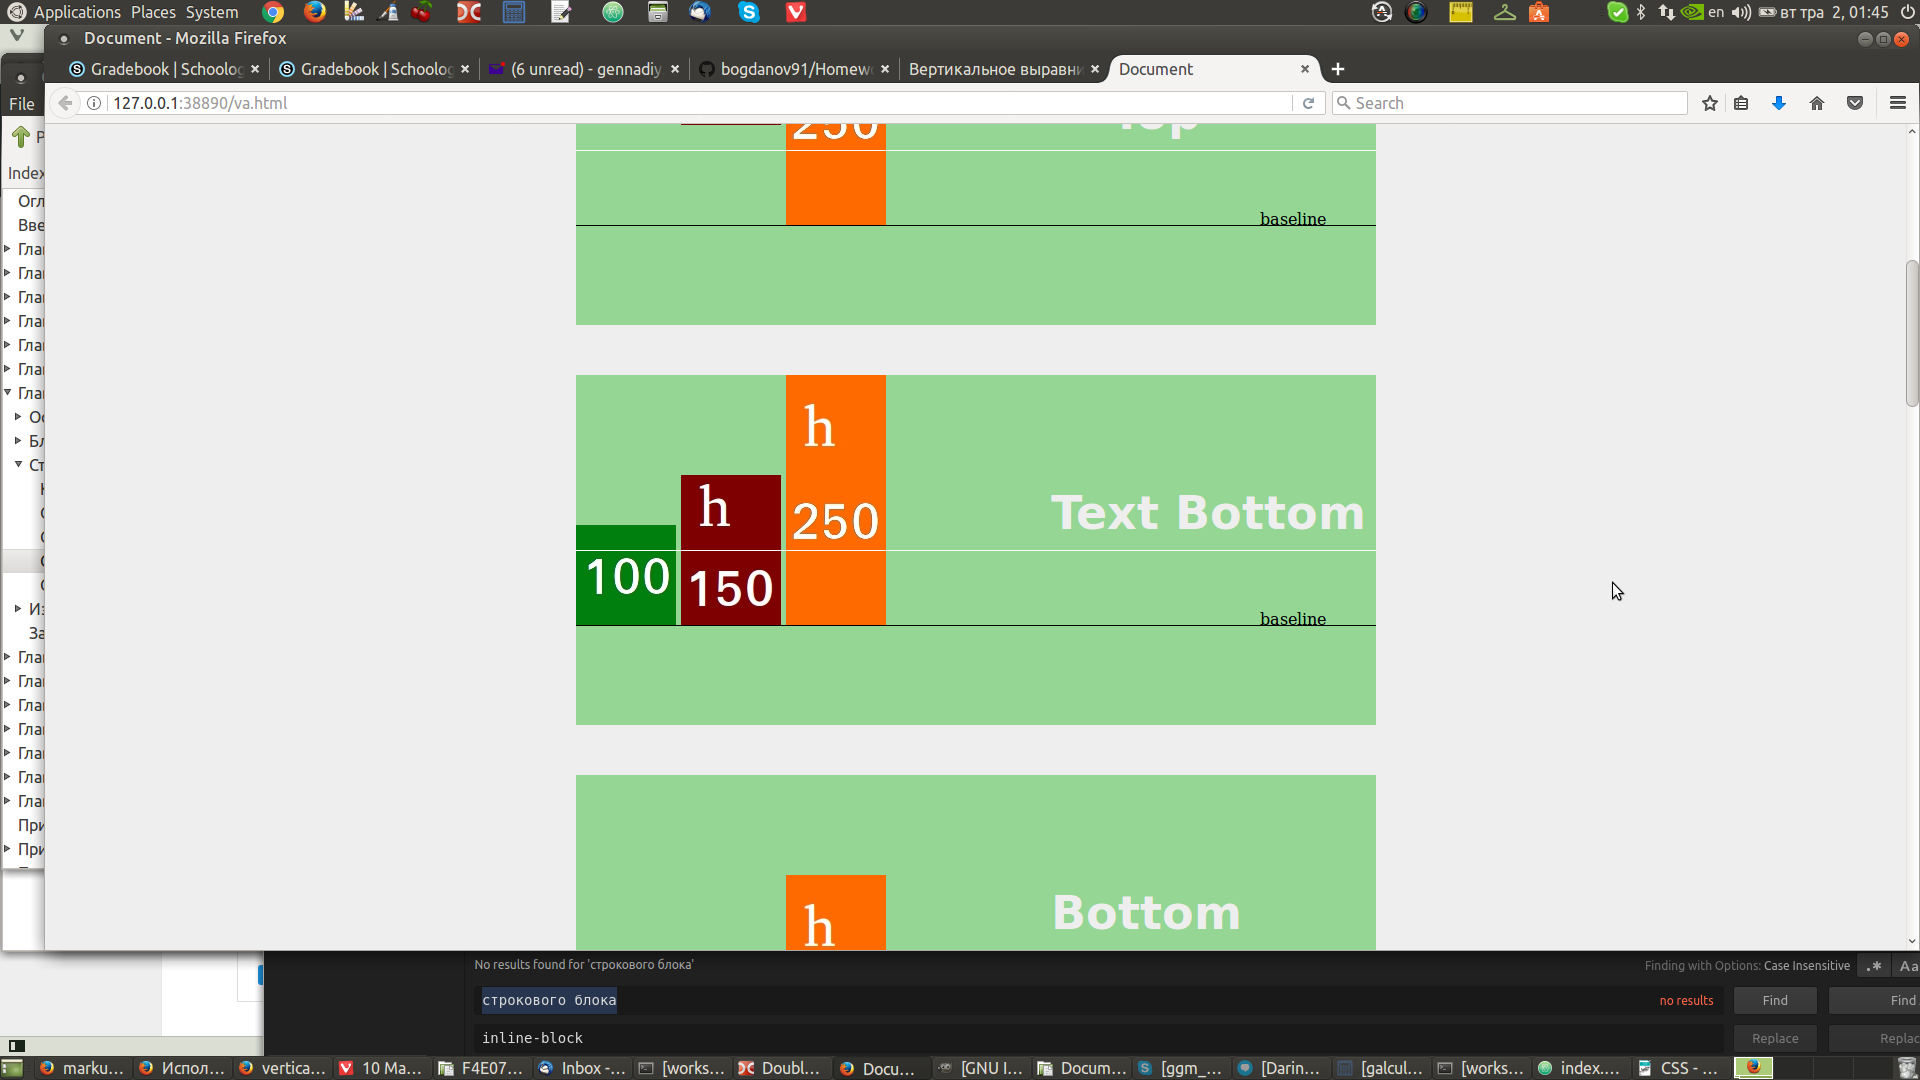 Applications Places System
en
вт тра 2, 01:45
Document - Mozilla Firefox
Gradebook | Schoolog
Gradebook | Schoolog
(6 unread) - gennadiy
bogdanov91/Homew
Вертикальное выравни
Document
File
127.0.0.1:38890/va.html
Search
Index
Огл
Вве
Гла
Гла
Гла
Гла
Гла
Гла
Гла
Ос
Бл
Ст
Из
За
Гла
Гла
Гла
Гла
Гла
Гла
Гла
При
При
250
Top
baseline
h
h
250
Text Bottom
100
150
baseline
h
Bottom
No results found for 'строкового блока'
Finding with Options: Case Insensitive
.*
Aa
строкового блока
no results
Find
Find
inline-block
Replace
Replac
marku...
Испол...
vertica...
10 Ma...
F4E07...
Inbox -...
[works...
Doubl...
Docu...
[GNU I...
Docum...
[ggm_...
[Darin...
[galcul...
[works...
index....
CSS - ...